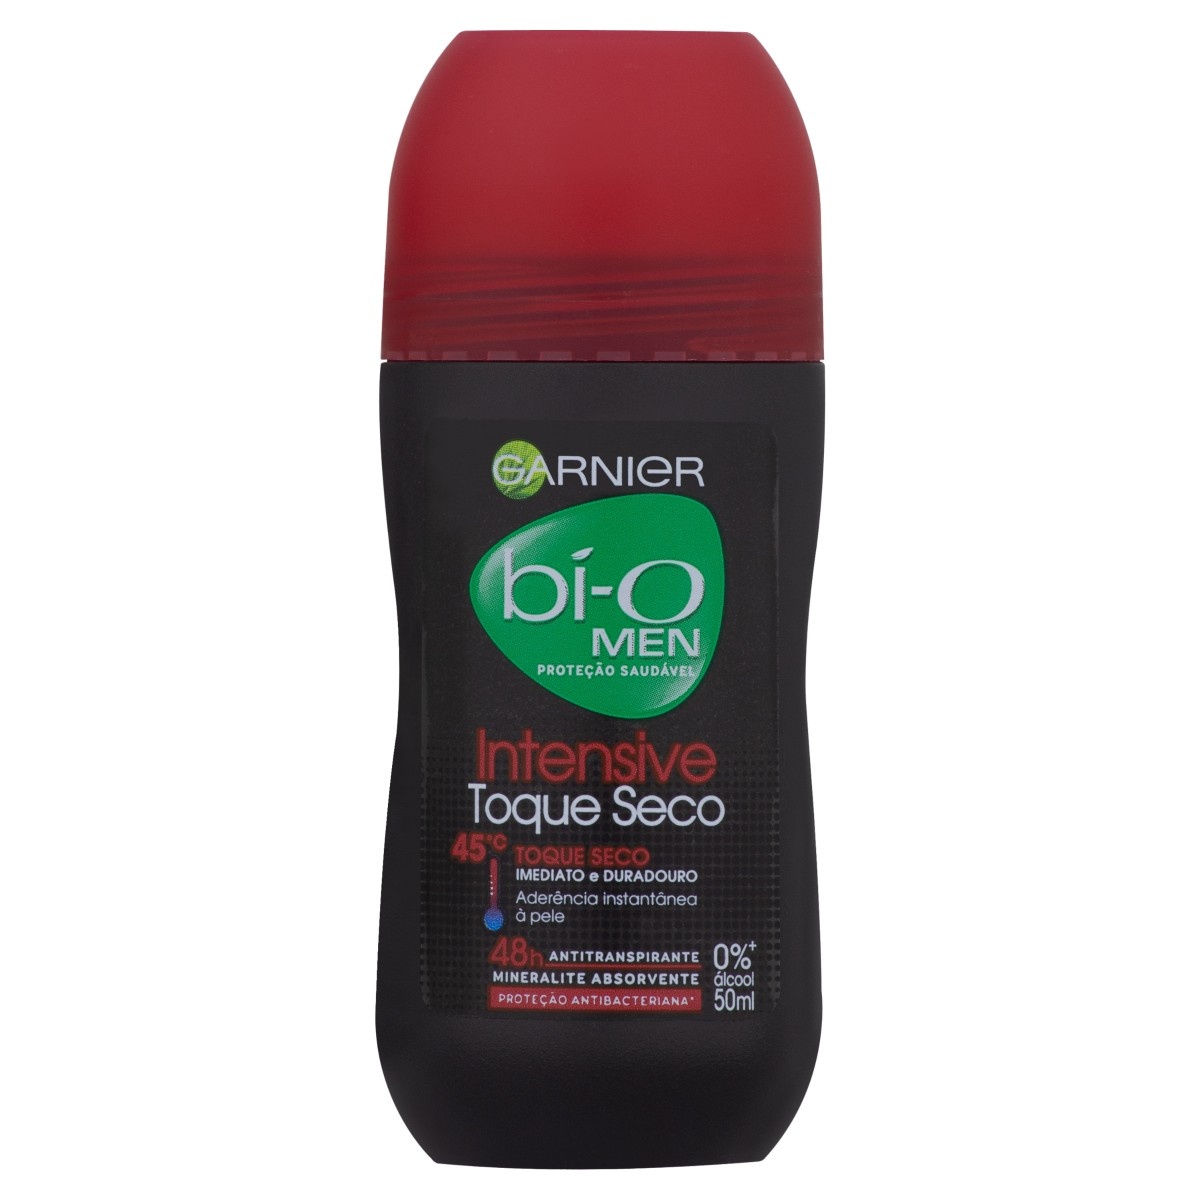 GARNIER
bí-O
MEN
PROTEÇÃO SAUDÁVEL
Intensive
Toque Seco
45°C
TOQUE SECO
IMEDIATO e DURADOURO
Aderência instantânea
à pele
48h ANTITRANSPIRANTE
MINERALITE ABSORVENTE
PROTEÇÃO ANTIBACTERIANA*
0%+
álcool
50ml